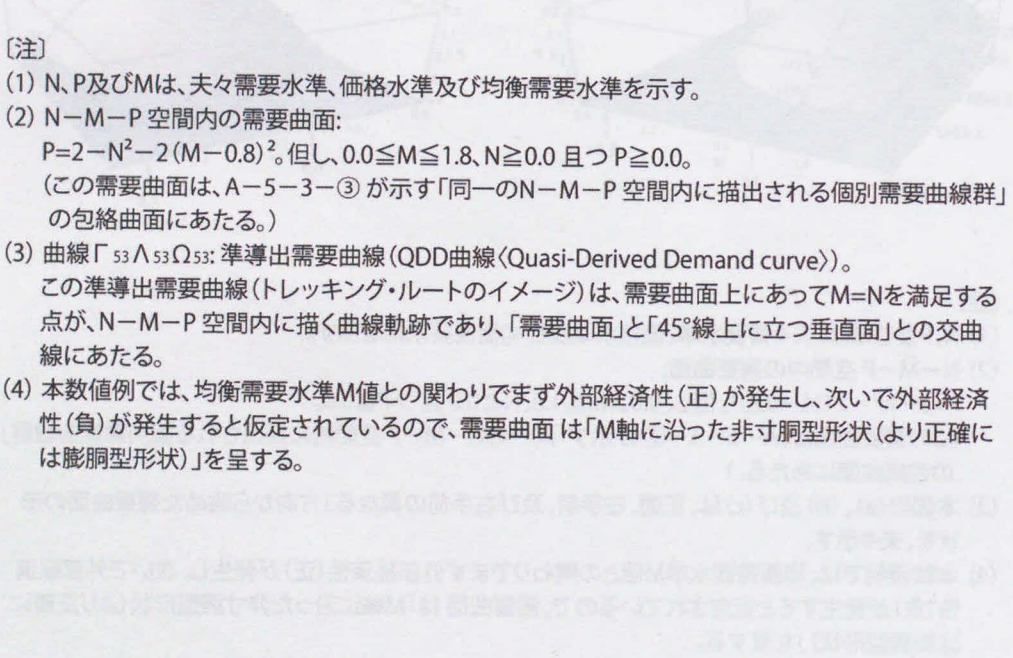 〔注〕
(1) N、P及びMは、夫々需要水準、価格水準及び均衡需要水準を示す。
(2) N－M－P 空間内の需要曲面:
P=2－N²－2(M－0.8)²。但し、0.0≦M≦1.8、N≧0.0 且つ P≧0.0。
(この需要曲面は、A－5－3－③ が示す「同一のN－M－P 空間内に描出される個別需要曲線群」
の包絡曲面にあたる。)
(3) 曲線Γ53Λ53Ω53: 準導出需要曲線(QDD曲線〈Quasi-Derived Demand curve〉)。
この準導出需要曲線(トレッキング・ルートのイメージ)は、需要曲面上にあってM=Nを満足する
点が、N－M－P 空間内に描く曲線軌跡であり、「需要曲面」と「45°線上に立つ垂直面」との交曲
線にあたる。
(4) 本数値例では、均衡需要水準M値との関わりでまず外部経済性(正)が発生し、次いで外部経済
性(負)が発生すると仮定されているので、需要曲面 は「M軸に沿った非寸胴型形状(より正確に
は膨胴型形状)」を呈する。